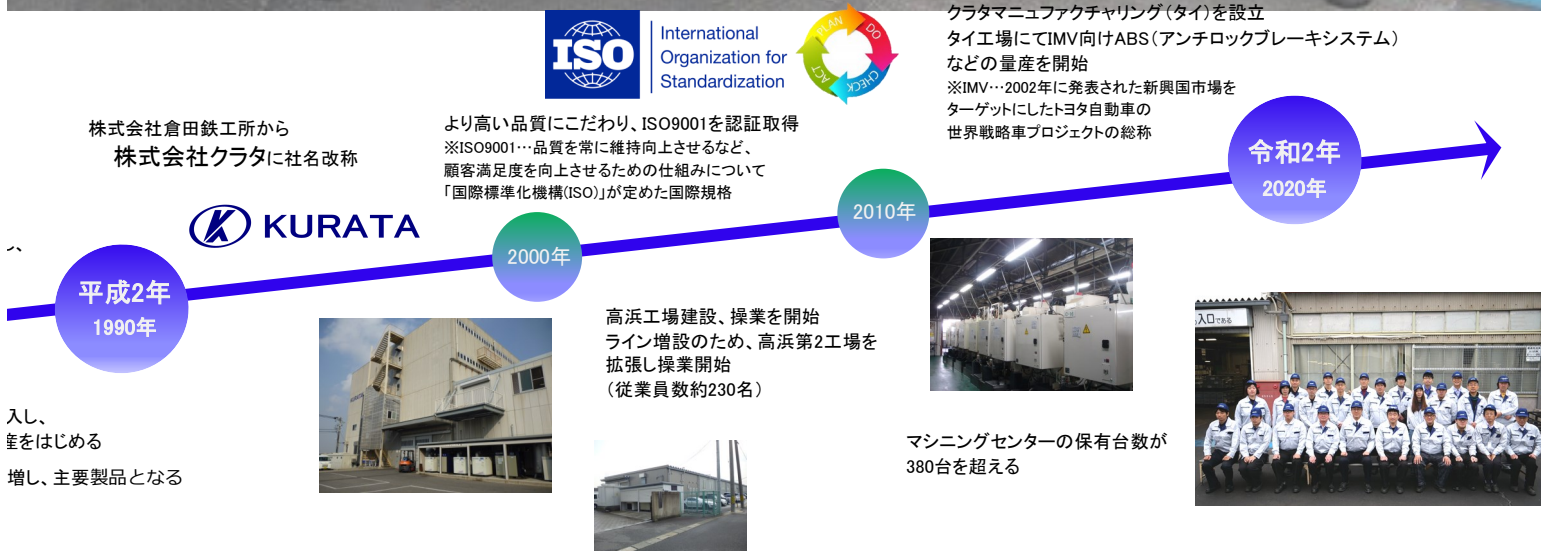 ISO
International
Organization for
Standardization
PLAN
DO
CHECK
ACT
クラタマニュファクチャリング(タイ)を設立
タイ工場にてIMV向けABS(アンチロックブレーキシステム)
などの量産を開始
※IMV…2002年に発表された新興国市場を
ターゲットにしたトヨタ自動車の
世界戦略車プロジェクトの総称
株式会社倉田鉄工所から
株式会社クラタに社名改称
より高い品質にこだわり、ISO9001を認証取得
※ISO9001…品質を常に維持向上させるなど、
顧客満足度を向上させるための仕組みについて
「国際標準化機構(ISO)」が定めた国際規格
KURATA
し、
平成2年
1990年
2000年
2010年
令和2年
2020年
高浜工場建設、操業を開始
ライン増設のため、高浜第2工場を
拡張し操業開始
(従業員数約230名)
KURATA
入口である
入し、
産をはじめる
増し、主要製品となる
マシニングセンターの保有台数が
380台を超える